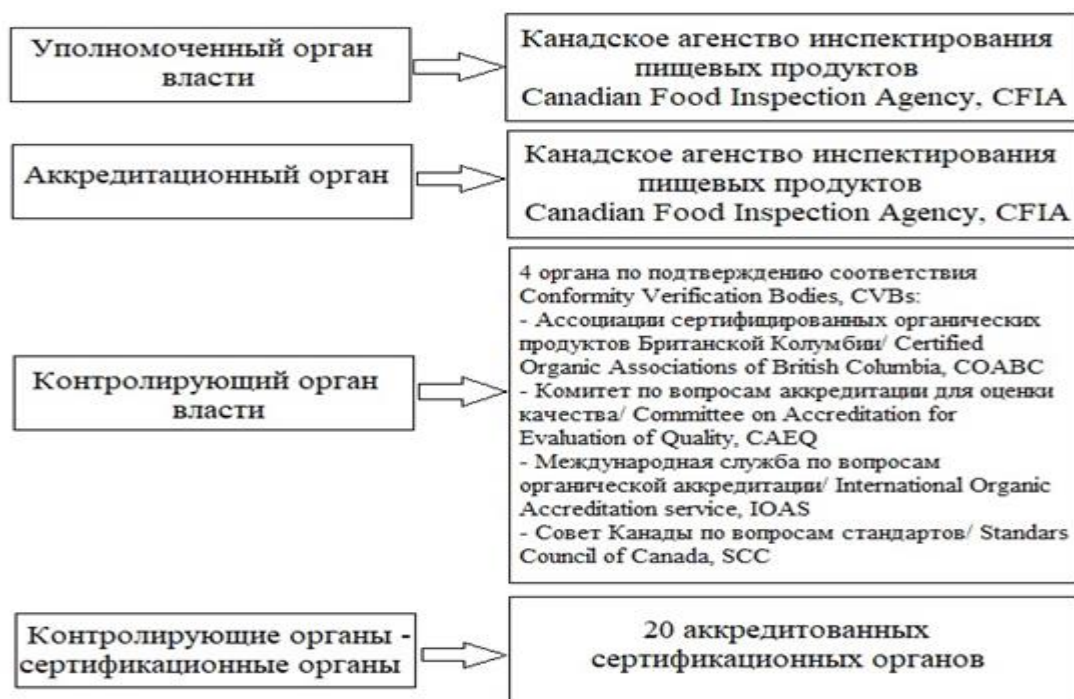 Уполномоченный орган
власти
Канадское агенство инспектирования
пищевых продуктов
Canadian Food Inspection Agency, CFIA
Аккредитационный орган
Канадское агенство инспектирования
пищевых продуктов
Canadian Food Inspection Agency, CFIA
Контролирующий орган
власти
4 органа по подтверждению соответствия
Conformity Verification Bodies, CVBs:
- Ассоциации сертифицированных органических
продуктов Британской Колумбии/ Certified
Organic Associations of British Columbia, COABC
- Комитет по вопросам аккредитации для оценки
качества/ Committee on Accreditation for
Evaluation of Quality, CAEQ
- Международная служба по вопросам
органической аккредитации/ International Organic
Accreditation service, IOAS
- Совет Канады по вопросам стандартов/ Standars
Council of Canada, SCC
Контролирующие органы -
сертификационные органы
20 аккредитованных
сертификационных органов